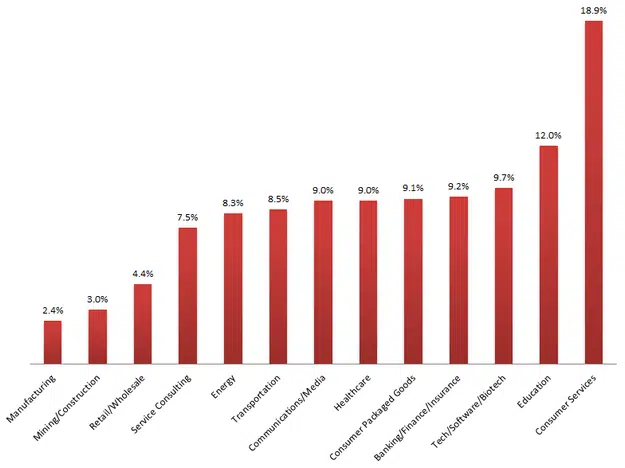 18.9%
12.0%
9.7%
9.2%
9.1%
9.0%
9.0%
8.5%
8.3%
7.5%
4.4%
3.0%
2.4%
Manufacturing
Mining/Construction
Retail/Wholesale
Service Consulting
Energy
Transportation
Communications/Media
Healthcare
Consumer Packaged Goods
Banking/Finance/Insurance
Tech/Software/Biotech
Education
Consumer Services